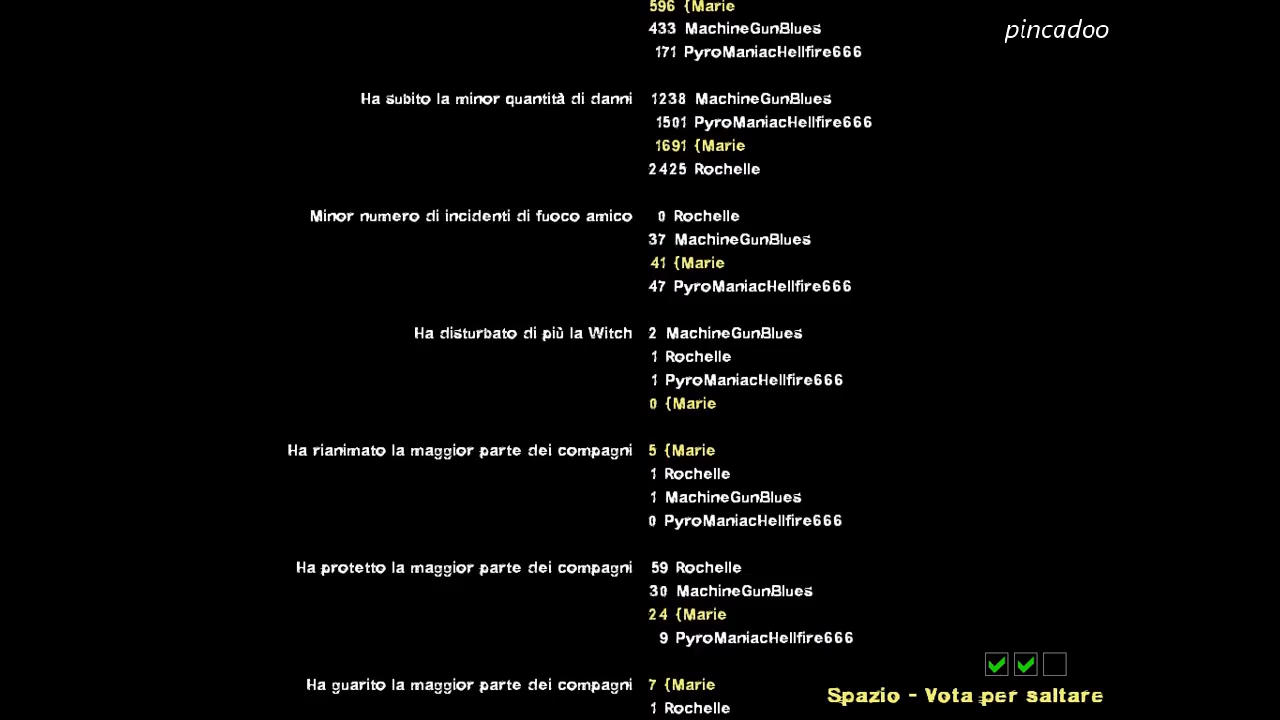 596 {Marie
pincadoo
433 MachineGunBlues
171 PyroManiacHellfire666
Ha subito la minor quantità di danni 1238 MachineGunBlues
1501 PyroManiacHellfire666
1691 {Marie
2425 Rochelle
Minor numero di incidenti di fuoco amico 0 Rochelle
37 MachineGunBlues
41 {Marie
47 PyroManiacHellfire666
Ha disturbato di più la Witch 2 MachineGunBlues
1 Rochelle
1 PyroManiacHellfire666
0 {Marie
Ha rianimato la maggior parte dei compagni 5 {Marie
1 Rochelle
1 MachineGunBlues
0 PyroManiacHellfire666
Ha protetto la maggior parte dei compagni 59 Rochelle
30 MachineGunBlues
24 {Marie
9 PyroManiacHellfire666
Ha guarito la maggior parte dei compagni 7 {Marie
1 Rochelle
Spazio - Vota per saltare